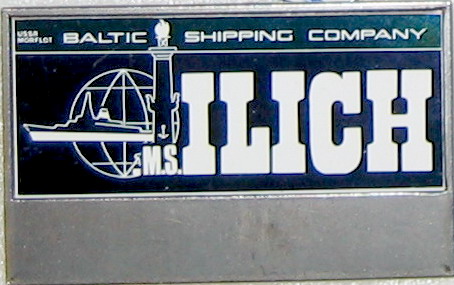 USSR
MORFLOT
BALTIC SHIPPING COMPANY
M.S. ILICH